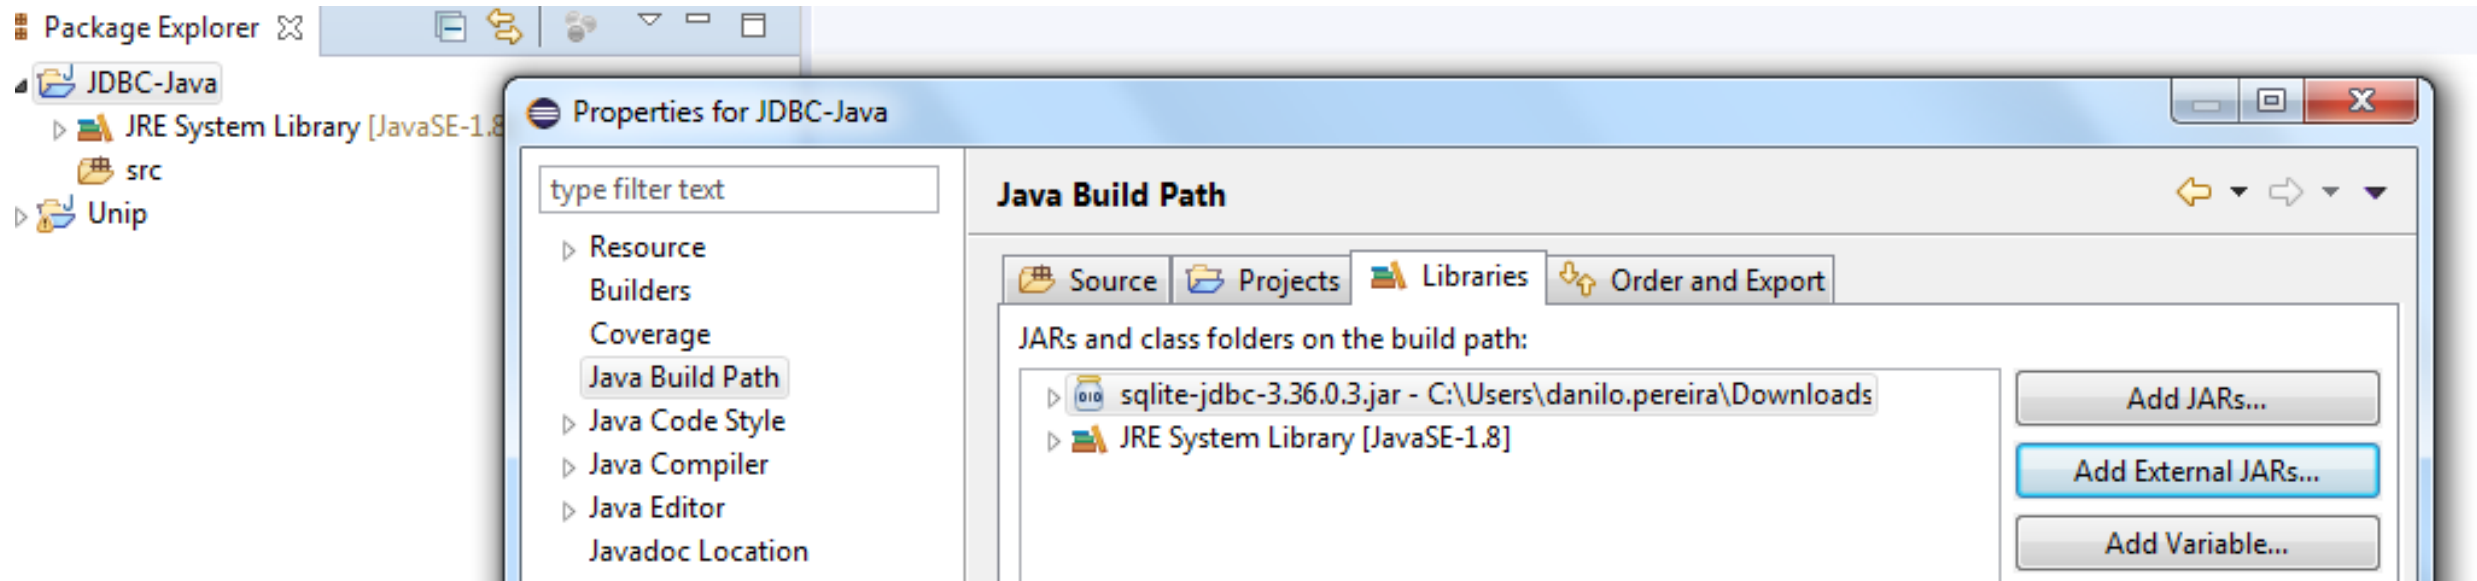 Package Explorer
JDBC-Java
JRE System Library [JavaSE-1.8
src
Unip
Properties for JDBC-Java
type filter text
Resource
Builders
Coverage
Java Build Path
Java Code Style
Java Compiler
Java Editor
Javadoc Location
Java Build Path
Source
Projects
Libraries
Order and Export
JARs and class folders on the build path:
sqlite-jdbc-3.36.0.3.jar - C:\Users\danilo.pereira\Downloads
JRE System Library [JavaSE-1.8]
Add JARs...
Add External JARs...
Add Variable...